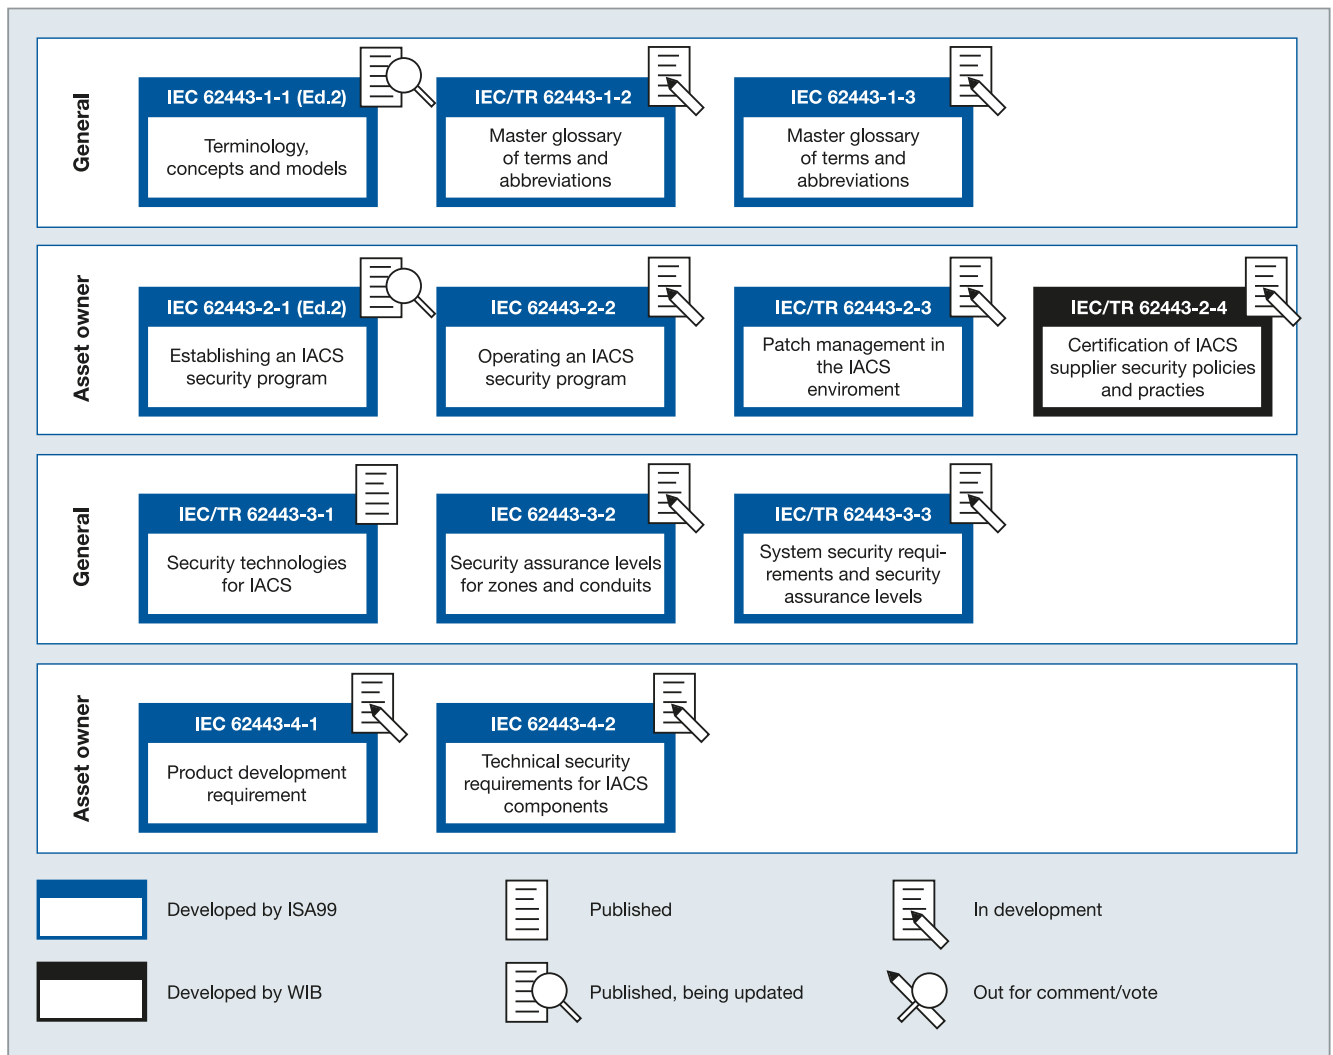 General
IEC 62443-1-1 (Ed.2)
Terminology,
concepts and models
IEC/TR 62443-1-2
Master glossary
of terms and
abbreviations
IEC 62443-1-3
Master glossary
of terms and
abbreviations
Asset owner
IEC 62443-2-1 (Ed.2)
Establishing an IACS
security program
IEC 62443-2-2
Operating an IACS
security program
IEC/TR 62443-2-3
Patch management in
the IACS
enviroment
IEC/TR 62443-2-4
Certification of IACS
supplier security policies
and practies
General
IEC/TR 62443-3-1
Security technologies
for IACS
IEC 62443-3-2
Security assurance levels
for zones and conduits
IEC/TR 62443-3-3
System security requi-
rements and security
assurance levels
Asset owner
IEC 62443-4-1
Product development
requirement
IEC 62443-4-2
Technical security
requirements for IACS
components
Developed by ISA99
Published
In development
Developed by WIB
Published, being updated
Out for comment/vote